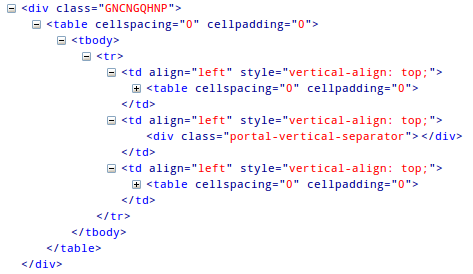 <div class="GNCNGQHNP">
<table cellspacing="0" cellpadding="0">
<tbody>
<tr>
<td align="left" style="vertical-align: top;">
<table cellspacing="0" cellpadding="0">
</td>
<td align="left" style="vertical-align: top;">
<div class="portal-vertical-separator"></div>
</td>
<td align="left" style="vertical-align: top;">
<table cellspacing="0" cellpadding="0">
</td>
</tr>
</tbody>
</table>
</div>